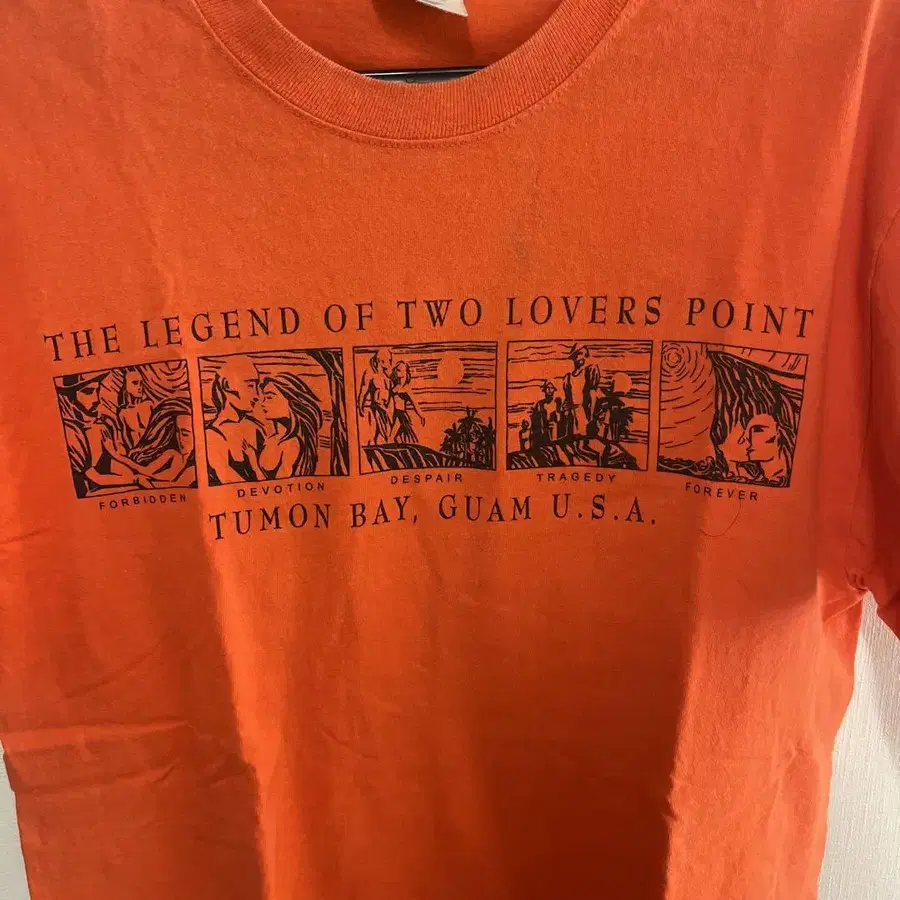 THE LEGEND OF TWO LOVERS POINT
FORBIDDEN DEVOTION DESPAIR TRAGEDY FOREVER
TUMON BAY, GUAM U.S.A.